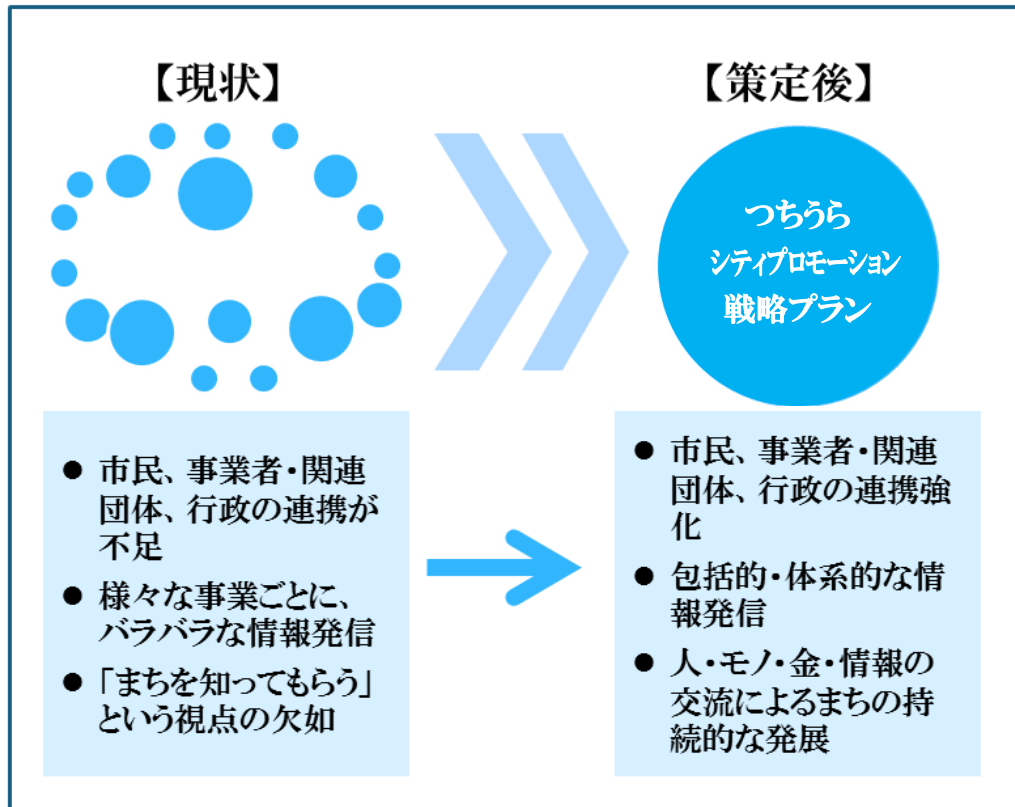 【現状】
【策定後】
つちうら
シティプロモーション
戦略プラン
● 市民、事業者・関連
団体、行政の連携が
不足
● 様々な事業ごとに、
バラバラな情報発信
● 「まちを知ってもらう」
という視点の欠如
● 市民、事業者・関連
団体、行政の連携強
化
● 包括的・体系的な情
報発信
● 人・モノ・金・情報の
交流によるまちの持
続的な発展